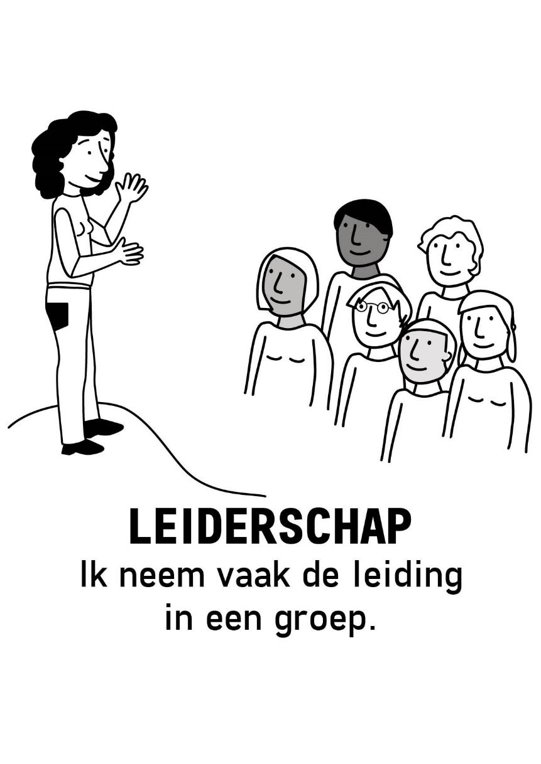 LEIDERSCHAP
Ik neem vaak de leiding
in een groep.